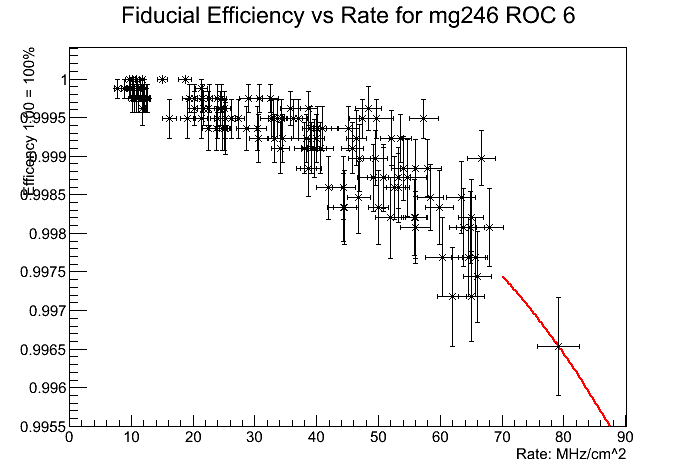 Fiducial Efficiency vs Rate for mg246 ROC 6
Efficency 1.00 = 100%
1
0.9995
0.999
0.9985
0.998
0.9975
0.997
0.9965
0.996
0.9955
0 10 20 30 40 50 60 70 80 90
Rate: MHz/cm^2